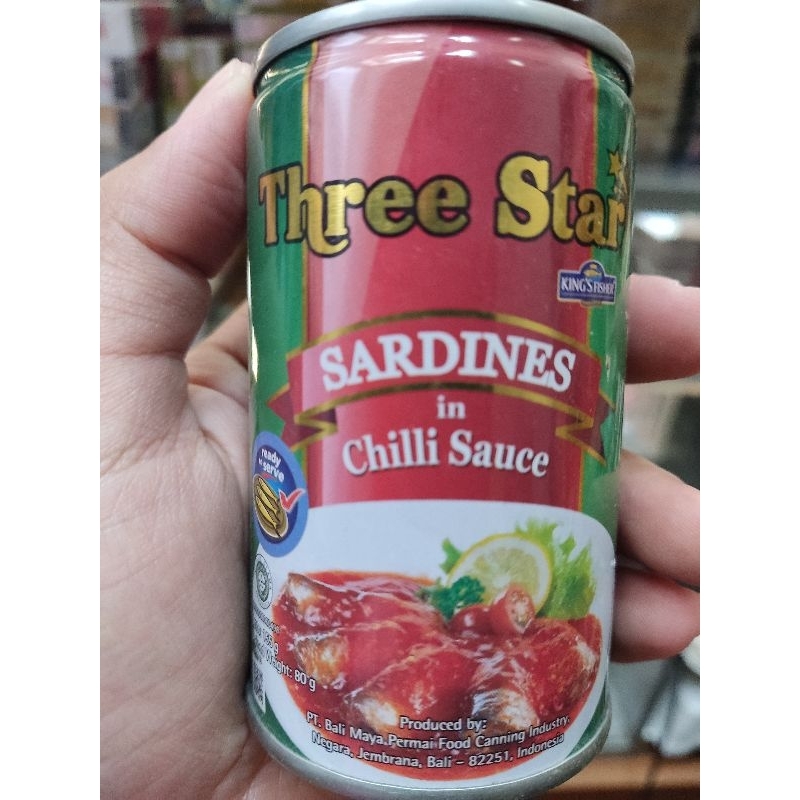 Three Star
KING'S FISHER
SARDINES
in
Chilli Sauce
ready
to serve
155 g
Weight: 80 g
Produced by:
PT. Bali Maya Permai Food Canning Industry,
Negara, Jembrana, Bali - 82251, Indonesia